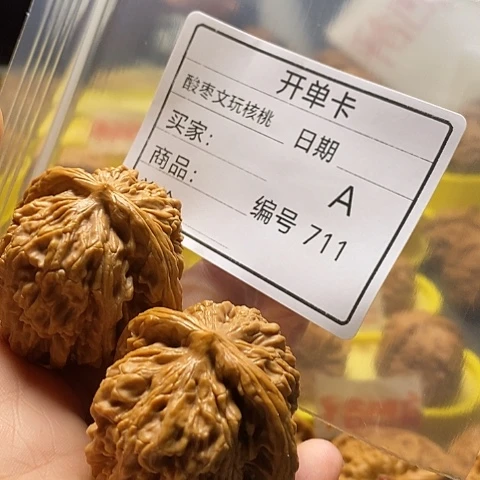 开单卡
酸枣文玩核桃 日期
买家:
商品:
A
编号 711